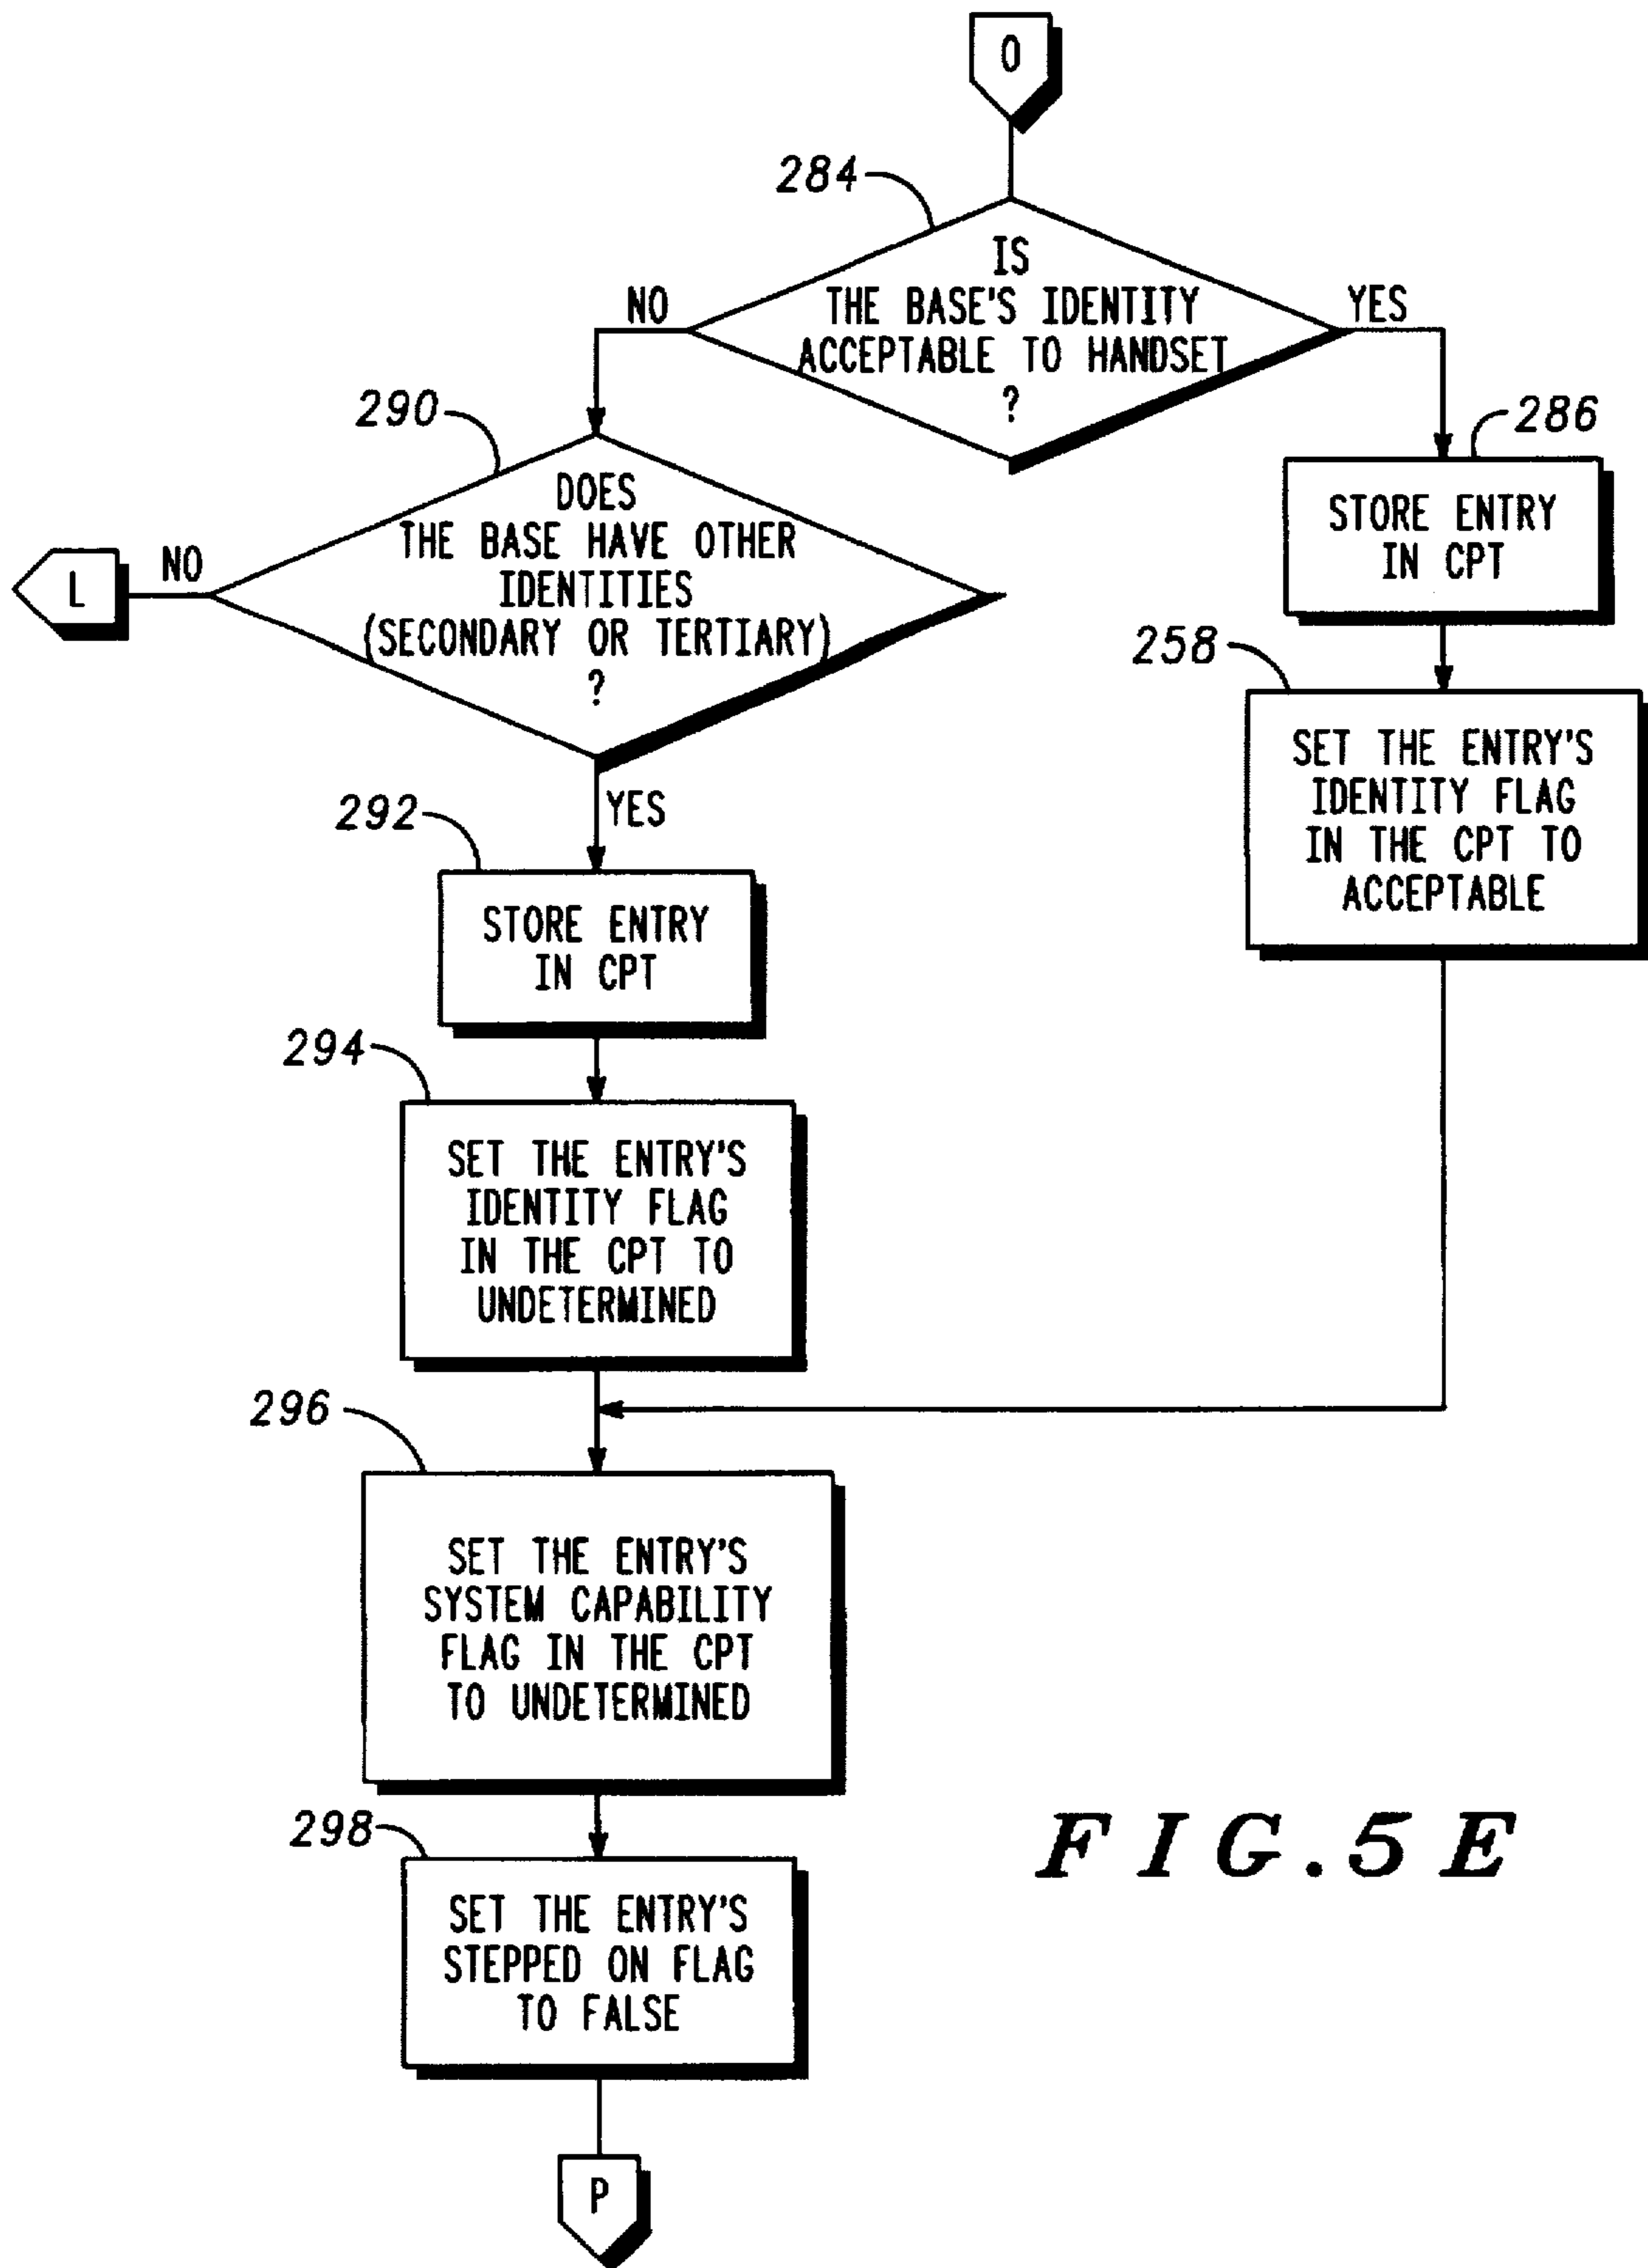 O
284
IS
THE BASE'S IDENTITY
ACCEPTABLE TO HANDSET
?
NO
YES
290
DOES
THE BASE HAVE OTHER
IDENTITIES
(SECONDARY OR TERTIARY)
?
NO
L
YES
286
STORE ENTRY
IN CPT
258
SET THE ENTRY'S
IDENTITY FLAG
IN THE CPT TO
ACCEPTABLE
292
STORE ENTRY
IN CPT
294
SET THE ENTRY'S
IDENTITY FLAG
IN THE CPT TO
UNDETERMINED
296
SET THE ENTRY'S
SYSTEM CAPABILITY
FLAG IN THE CPT
TO UNDETERMINED
298
SET THE ENTRY'S
STEPPED ON FLAG
TO FALSE
P
FIG.5E